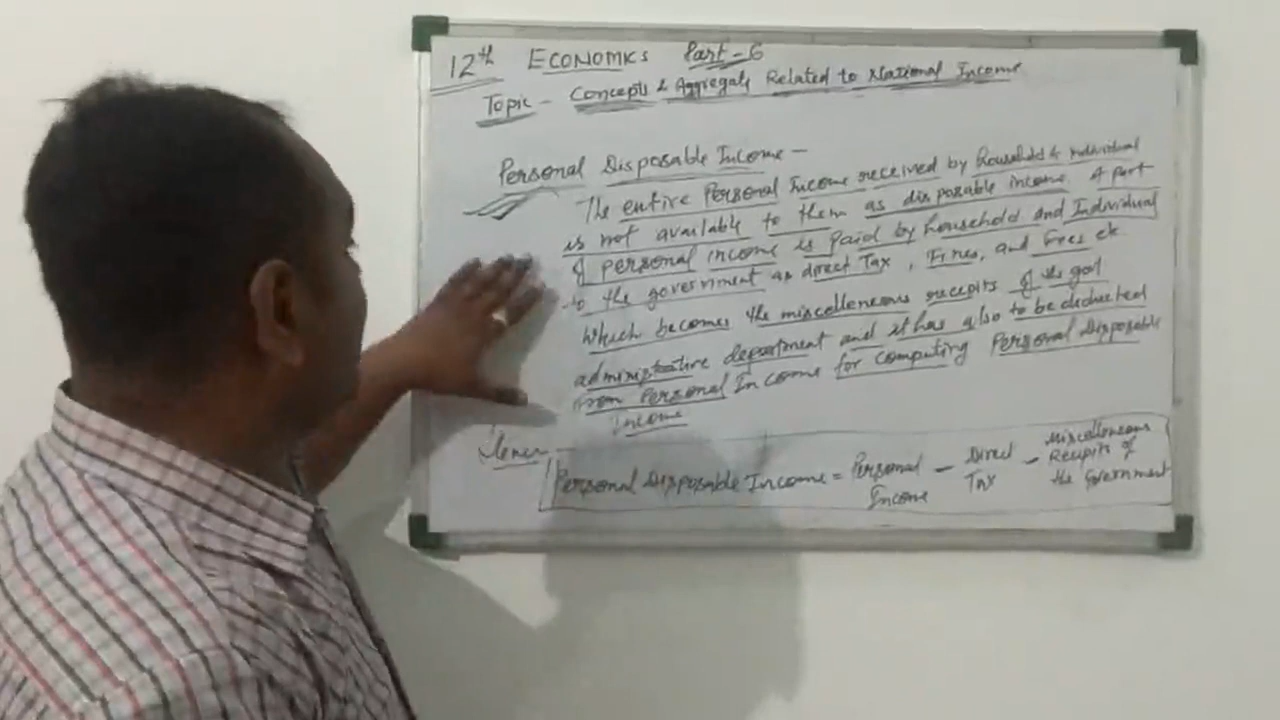 12th ECONOMICS Part - 6
Topic - Concepts & Aggregates Related to National Income
Personal Disposable Income -
The entire Personal Income received by household & individual
is not available to them as disposable income. A part
of personal income is paid by household and Individual
to the government as direct Tax, Fines, and Fees etc
which becomes the miscelleneous receipts of the govt
administrative department and it has also to be deducted
from Personal Income for computing Personal Disposable
Income
Hence
Personal Disposable Income = Personal Income - Direct Tax - Miscelleneous Receipts of the Government